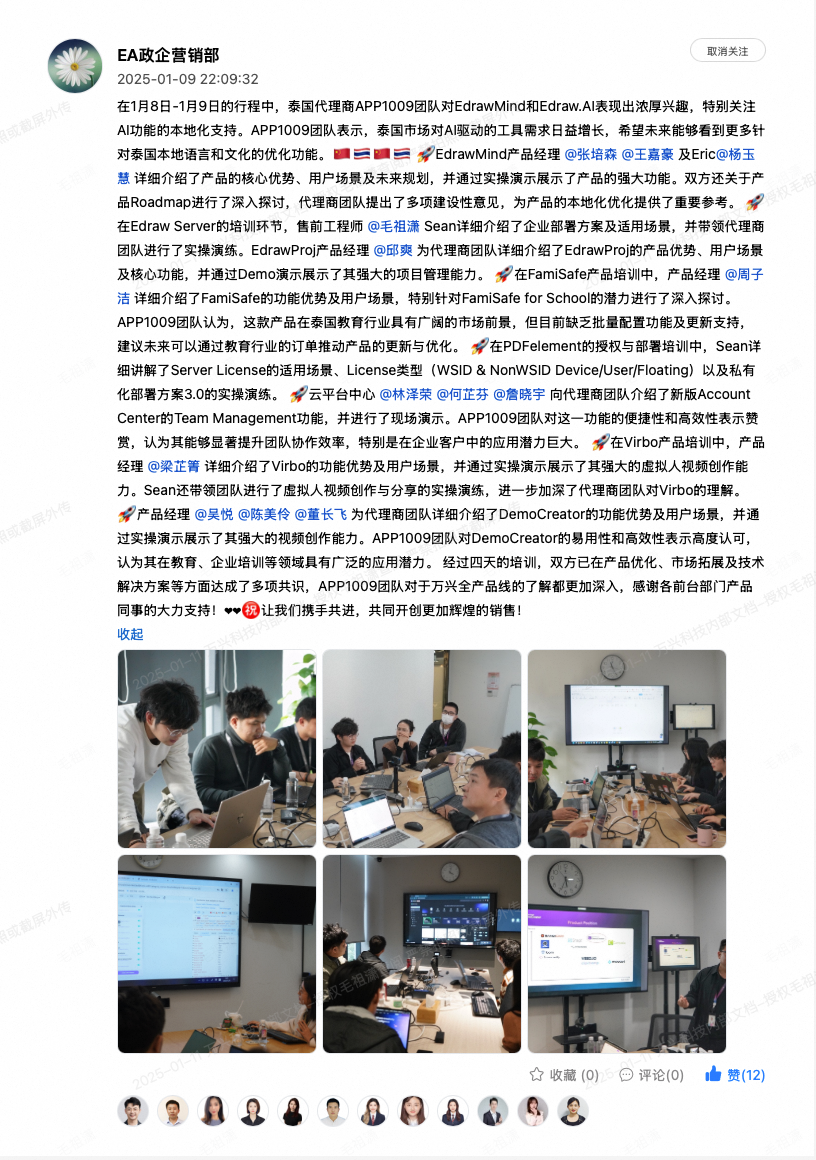 EA政企营销部
取消关注
2025-01-09 22:09:32
在1月8日-1月9日的行程中，泰国代理商APP1009团队对EdrawMind和Edraw.AI表现出浓厚兴趣，特别关注
AI功能的本地化支持。APP1009团队表示，泰国市场对AI驱动的工具需求日益增长，希望未来能够看到更多针
对泰国本地语言和文化的优化功能。🇨🇳🇹🇭🇨🇳🇹🇭 🚀EdrawMind产品经理 @张培森 @王嘉豪 及Eric@杨玉
慧 详细介绍了产品的核心优势、用户场景及未来规划，并通过实操演示展示了产品的强大功能。双方还关于产
品Roadmap进行了深入探讨，代理商团队提出了多项建设性意见，为产品的本地化优化提供了重要参考。 🚀
在Edraw Server的培训环节，售前工程师 @毛祖潇 Sean详细介绍了企业部署方案及适用场景，并带领代理商
团队进行了实操演练。EdrawProj产品经理 @邱爽 为代理商团队详细介绍了EdrawProj的产品优势、用户场景
及核心功能，并通过Demo演示展示了其强大的项目管理能力。 🚀在FamiSafe产品培训中，产品经理 @周子
洁 详细介绍了FamiSafe的功能优势及用户场景，特别针对FamiSafe for School的潜力进行了深入探讨。
APP1009团队认为，这款产品在泰国教育行业具有广阔的市场前景，但目前缺乏批量配置功能及更新支持，
建议未来可以通过教育行业的订单推动产品的更新与优化。 🚀在PDFelement的授权与部署培训中，Sean详
细讲解了Server License的适用场景、License类型（WSID & NonWSID Device/User/Floating）以及私有
化部署方案3.0的实操演练。 🚀云平台中心 @林泽荣 @何芷芬 @詹晓宇 向代理商团队介绍了新版Account
Center的Team Management功能，并进行了现场演示。APP1009团队对这一功能的便捷性和高效性表示赞
赏，认为其能够显著提升团队协作效率，特别是在企业客户中的应用潜力巨大。 🚀在Virbo产品培训中，产品
经理 @梁芷箐 详细介绍了Virbo的功能优势及用户场景，并通过实操演示展示了其强大的虚拟人视频创作能
力。Sean还带领团队进行了虚拟人视频创作与分享的实操演练，进一步加深了代理商团队对Virbo的理解。
🚀产品经理 @吴悦 @陈美伶 @董长飞 为代理商团队详细介绍了DemoCreator的功能优势及用户场景，并通
过实操演示展示了其强大的视频创作能力。APP1009团队对DemoCreator的易用性和高效性表示高度认可，
认为其在教育、企业培训等领域具有广泛的应用潜力。 经过四天的培训，双方已在产品优化、市场拓展及技术
解决方案等方面达成了多项共识，APP1009团队对于万兴全产品线的了解都更加深入，感谢各前台部门产品
同事的大力支持！❤❤㊗让我们携手共进，共同开创更加辉煌的销售！
收起
收藏 (0) 评论(0) 赞(12)